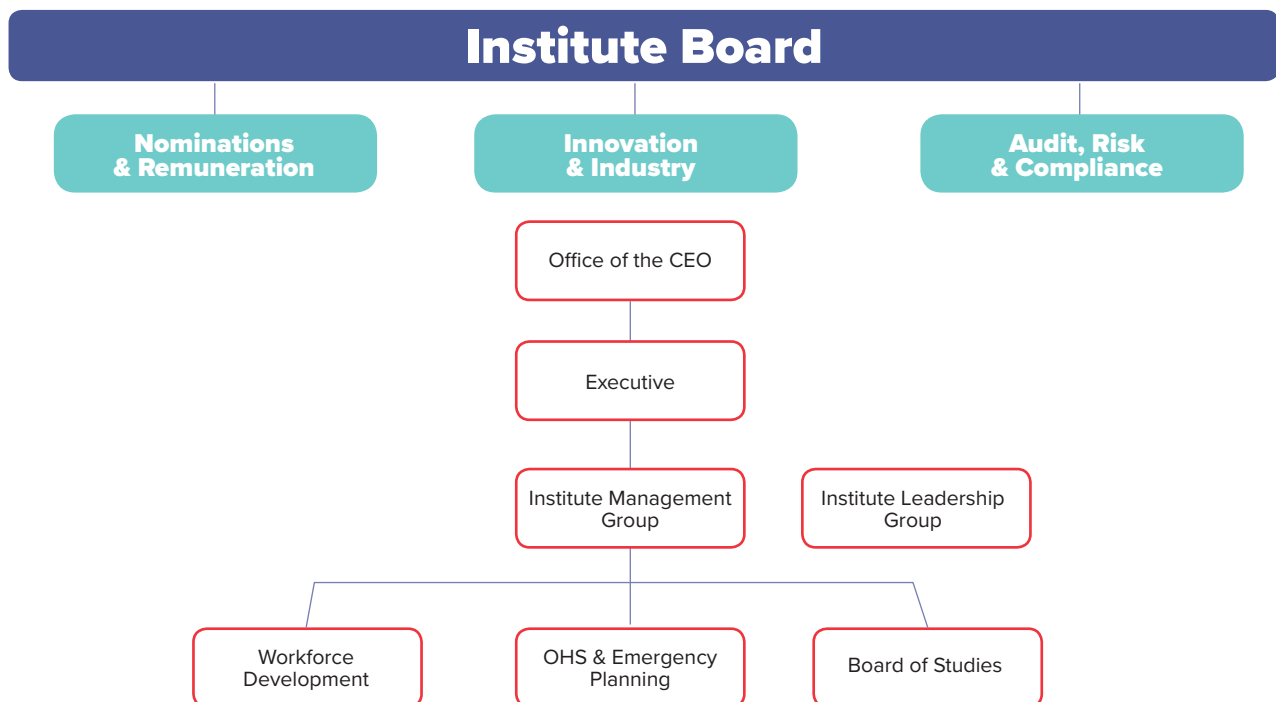 Institute Board
Nominations
& Remuneration
Innovation
& Industry
Audit, Risk
& Compliance
Office of the CEO
Executive
Institute Management
Group
Institute Leadership
Group
Workforce
Development
OHS & Emergency
Planning
Board of Studies